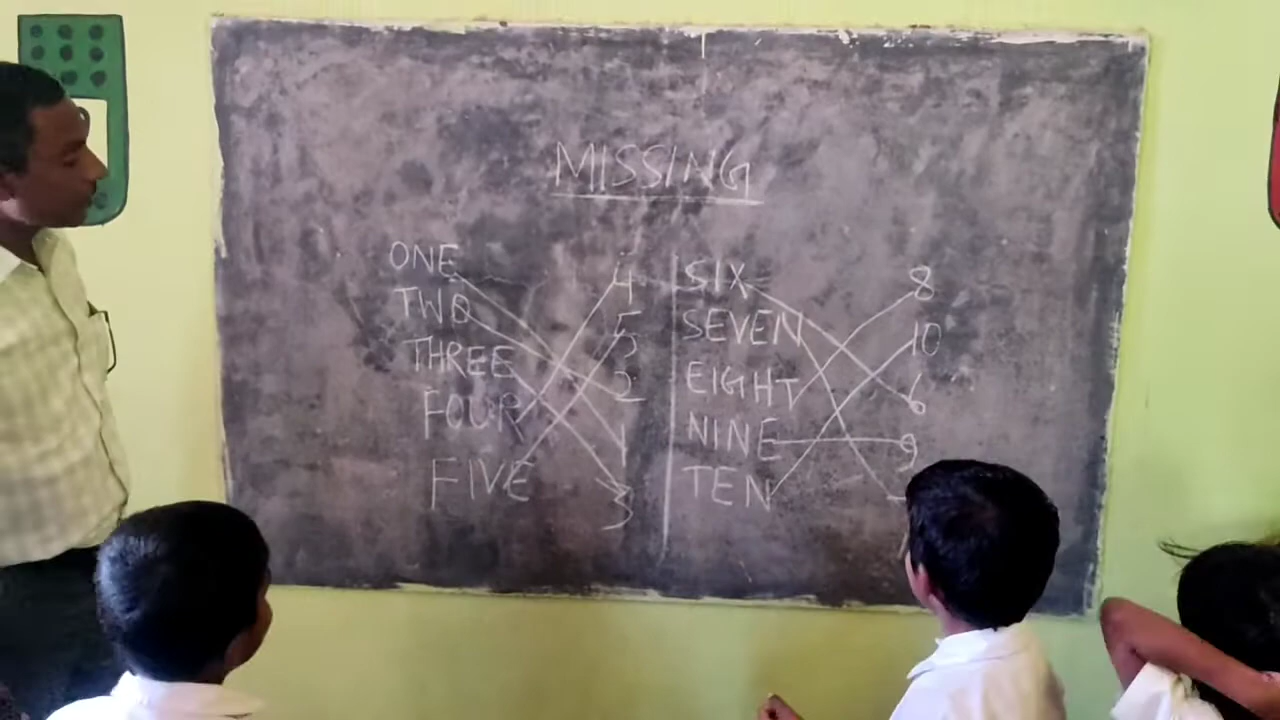 MISSING
ONE 4
TWO 5
THREE 2
FOUR 1
FIVE 3
SIX 8
SEVEN 10
EIGHT 6
NINE 9
TEN